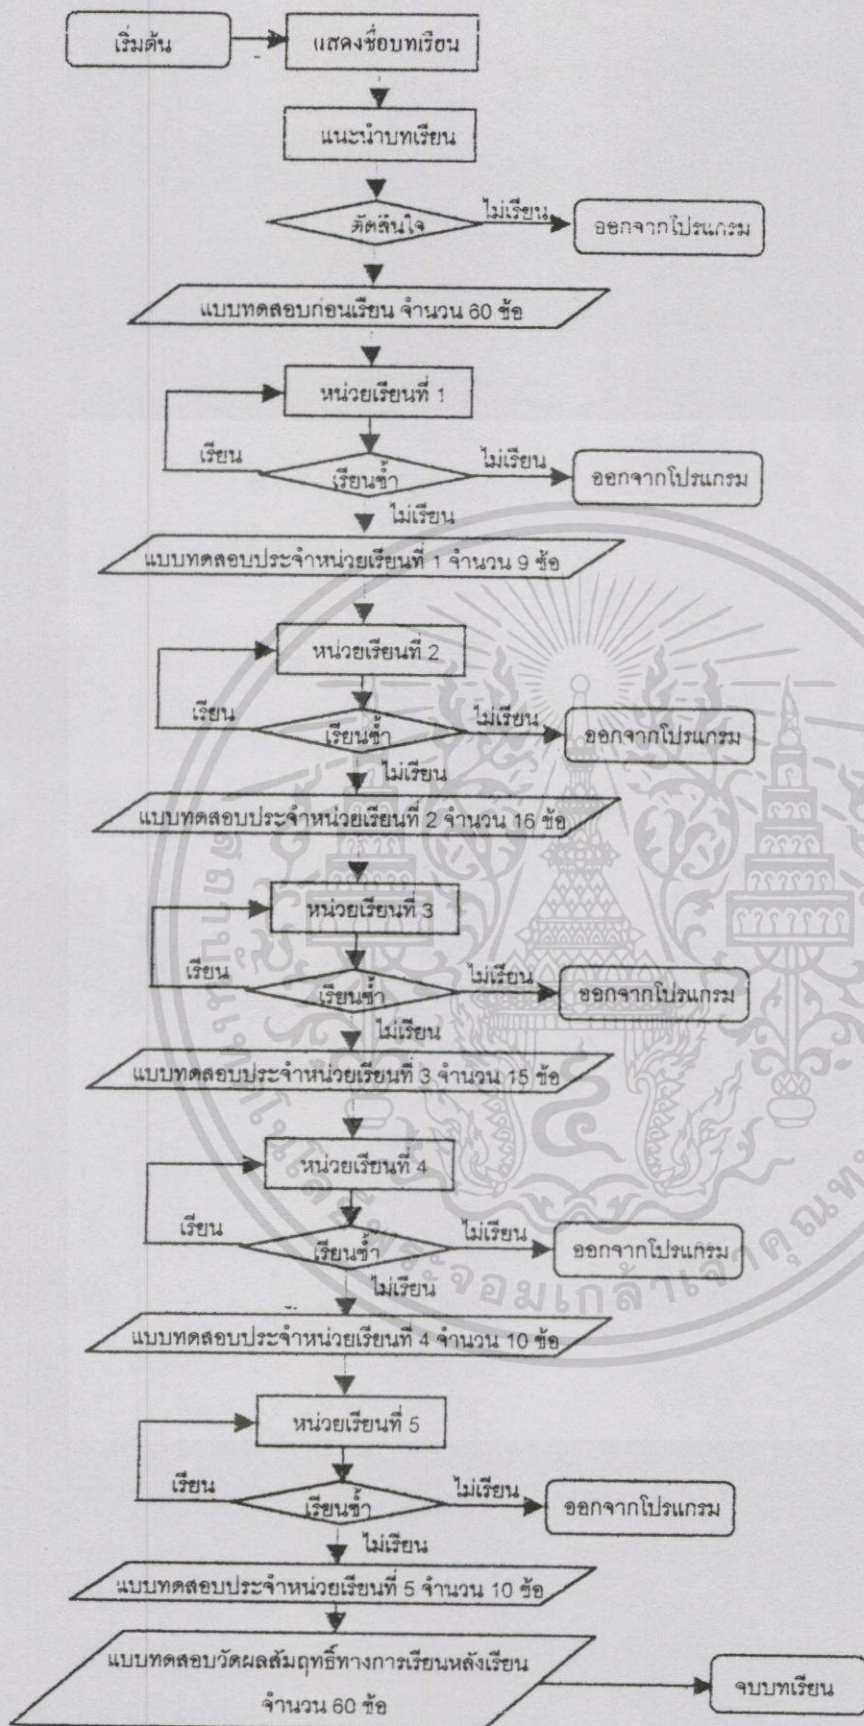 เริ่มต้น
แสดงชื่อบทเรียน
แนะนำบทเรียน
ตัดสินใจ
ไม่เรียน
ออกจากโปรแกรม
แบบทดสอบก่อนเรียน จำนวน 60 ข้อ
หน่วยเรียนที่ 1
เรียน
เรียนซ้ำ
ไม่เรียน
ออกจากโปรแกรม
ไม่เรียน
แบบทดสอบประจำหน่วยเรียนที่ 1 จำนวน 9 ข้อ
หน่วยเรียนที่ 2
เรียน
เรียนซ้ำ
ไม่เรียน
ออกจากโปรแกรม
ไม่เรียน
แบบทดสอบประจำหน่วยเรียนที่ 2 จำนวน 16 ข้อ
หน่วยเรียนที่ 3
เรียน
เรียนซ้ำ
ไม่เรียน
ออกจากโปรแกรม
ไม่เรียน
แบบทดสอบประจำหน่วยเรียนที่ 3 จำนวน 15 ข้อ
หน่วยเรียนที่ 4
เรียน
เรียนซ้ำ
ไม่เรียน
ออกจากโปรแกรม
ไม่เรียน
แบบทดสอบประจำหน่วยเรียนที่ 4 จำนวน 10 ข้อ
หน่วยเรียนที่ 5
เรียน
เรียนซ้ำ
ไม่เรียน
ออกจากโปรแกรม
ไม่เรียน
แบบทดสอบประจำหน่วยเรียนที่ 5 จำนวน 10 ข้อ
แบบทดสอบวัดผลสัมฤทธิ์ทางการเรียนหลังเรียน
จำนวน 60 ข้อ
จบบทเรียน